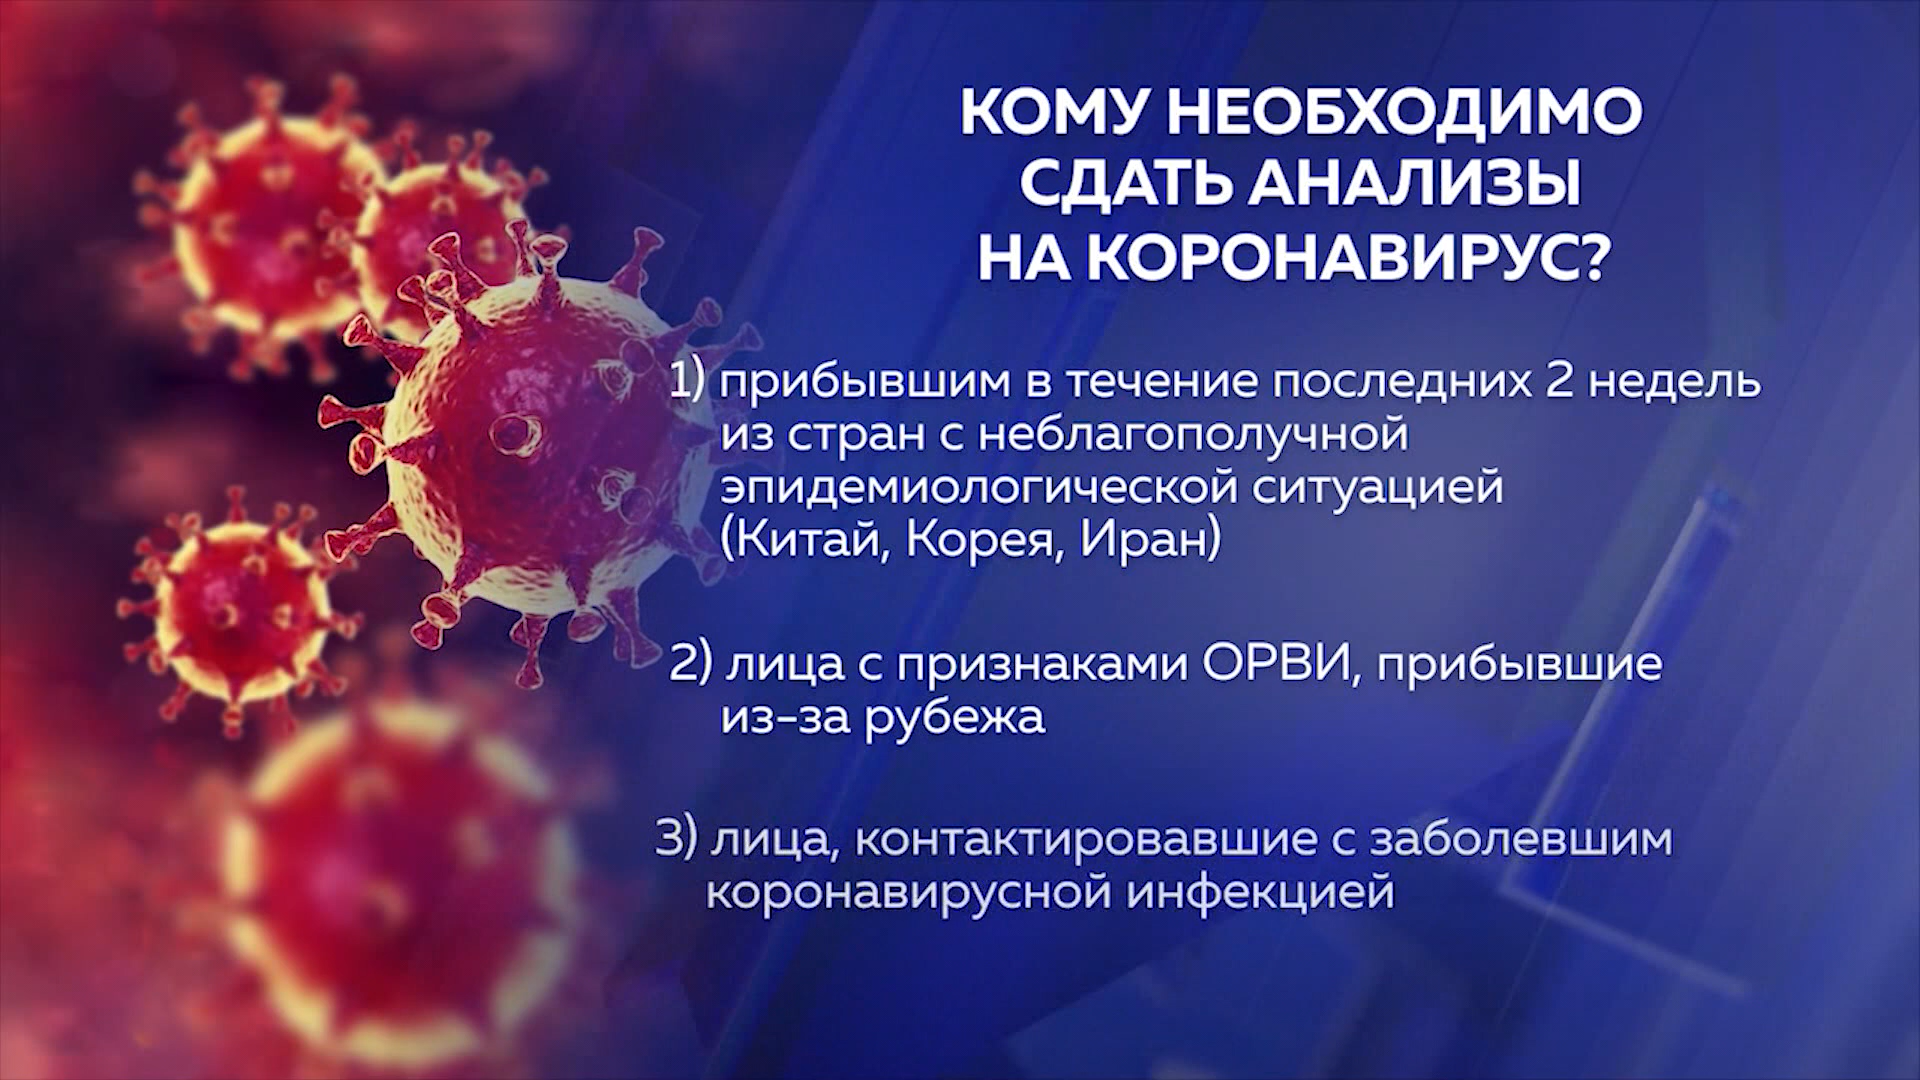 КОМУ НЕОБХОДИМО
СДАТЬ АНАЛИЗЫ
НА КОРОНАВИРУС?
1) прибывшим в течение последних 2 недель
из стран с неблагополучной
эпидемиологической ситуацией
(Китай, Корея, Иран)
2) лица с признаками ОРВИ, прибывшие
из-за рубежа
3) лица, контактировавшие с заболевшим
коронавирусной инфекцией